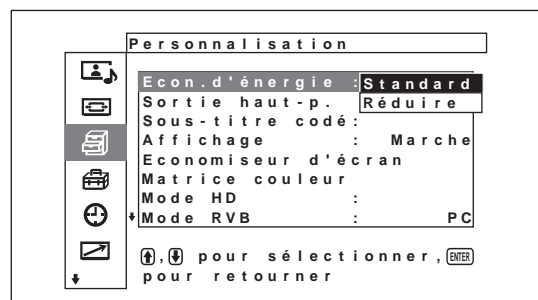 Personnalisation
Econ.d'énergie :Standard
Sortie haut-p. Réduire
Sous-titre codé:
Affichage : Marche
Economiseur d'écran
Matrice couleur
Mode HD :
Mode RVB : PC
, pour sélectionner, ENTER
pour retourner